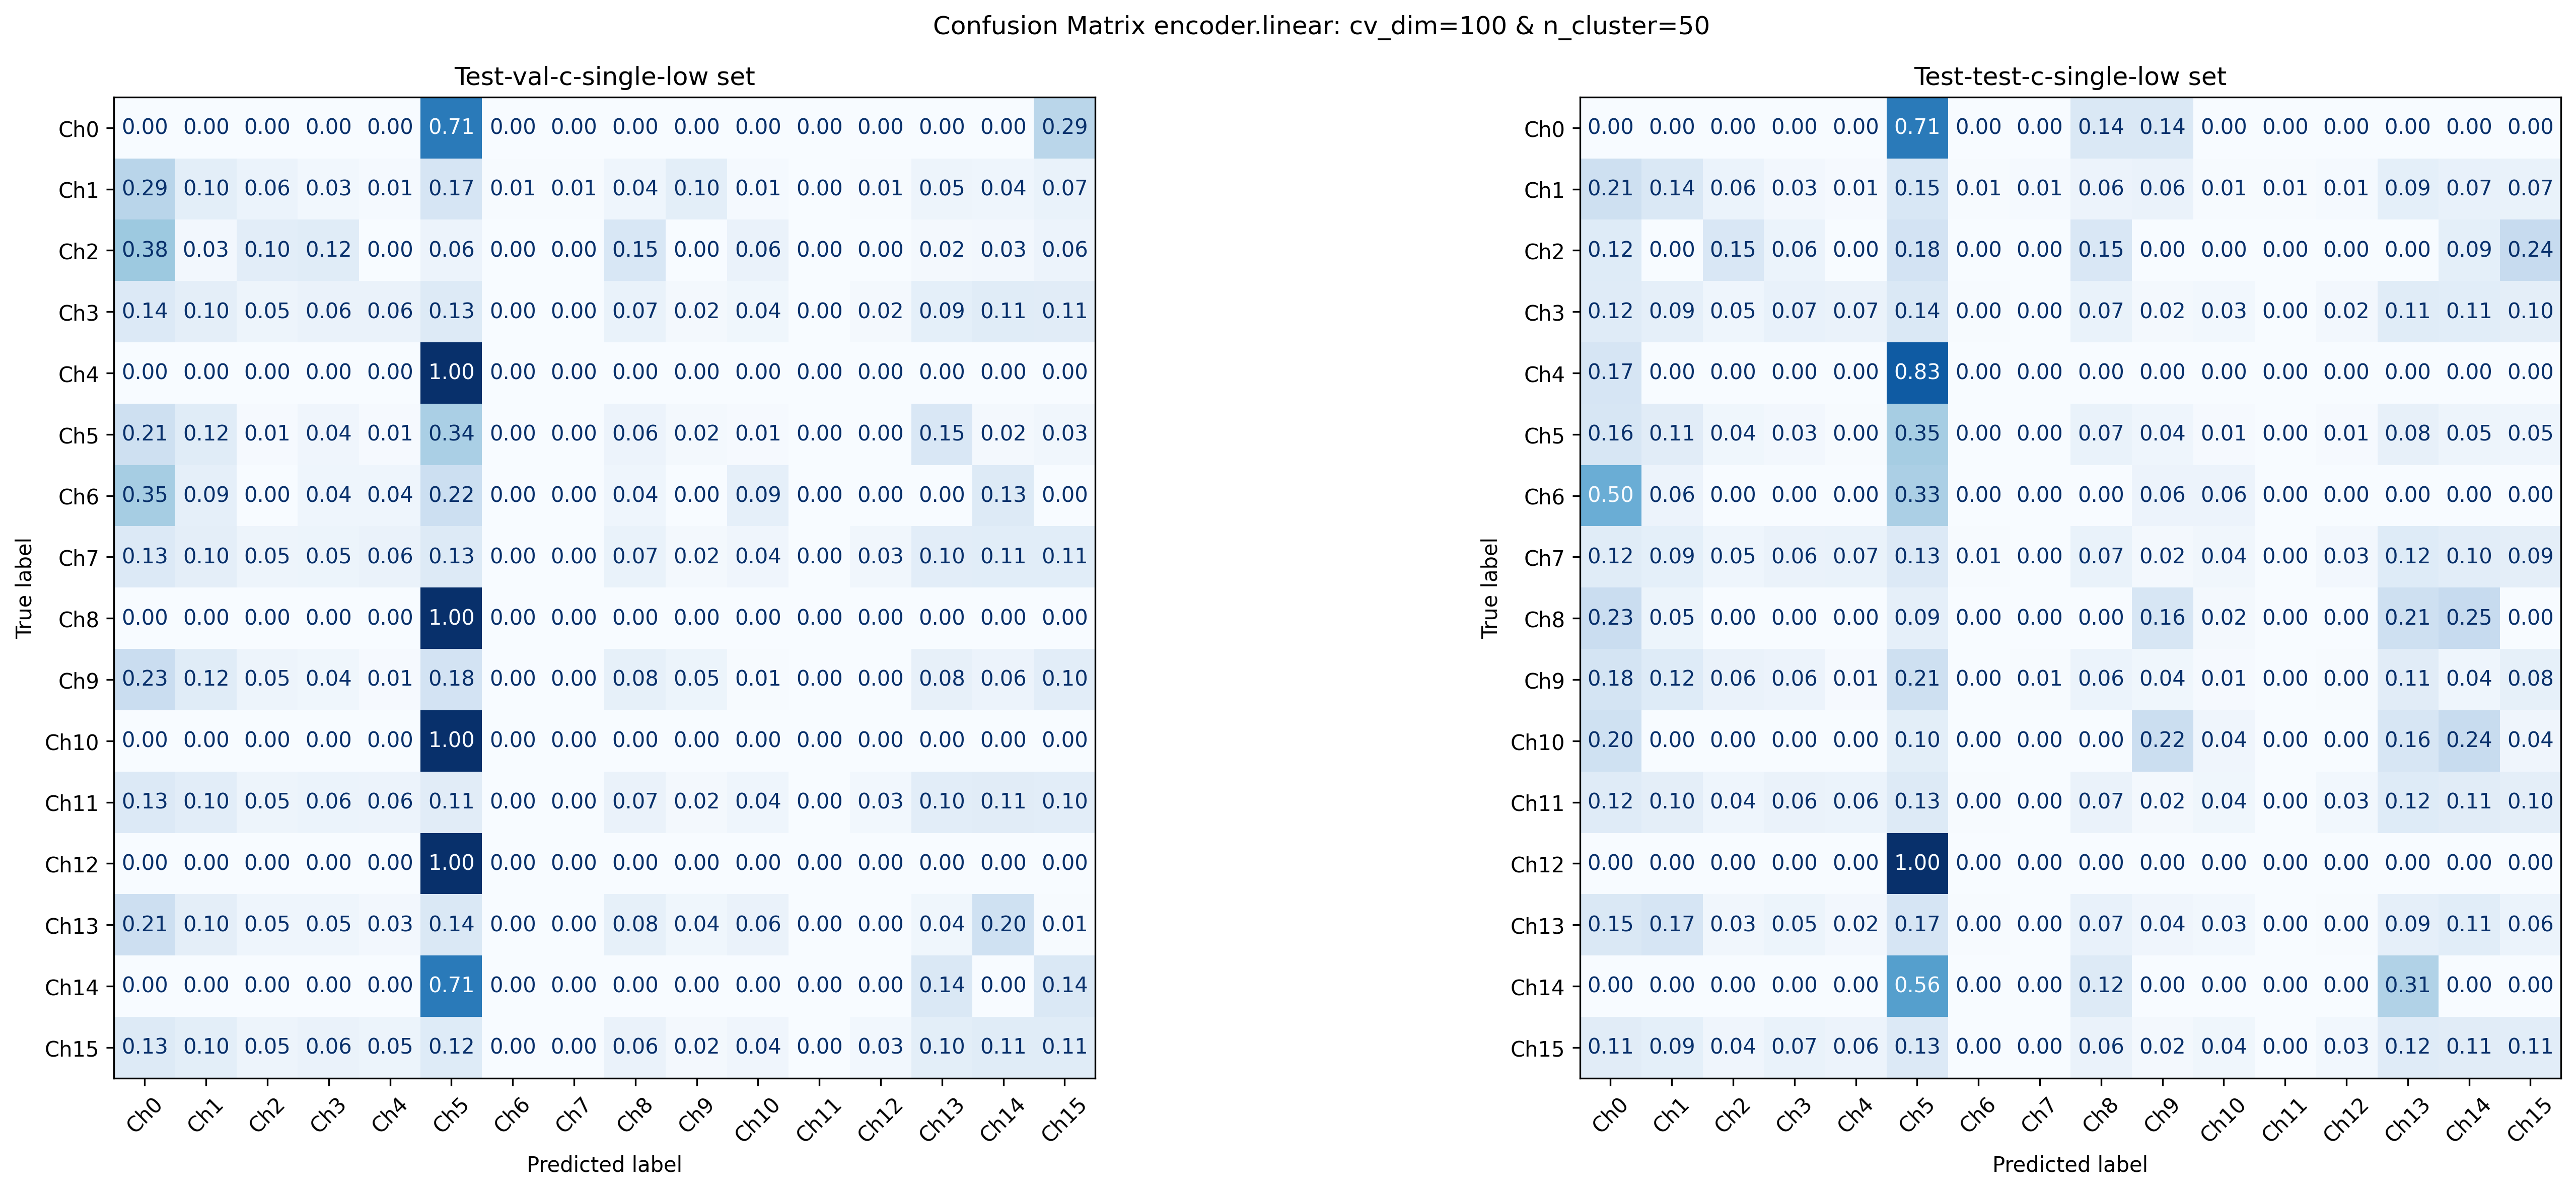 Confusion Matrix encoder.linear: cv_dim=100 & n_cluster=50
Test-val-c-single-low set
Ch0 0.00 0.00 0.00 0.00 0.00 0.71 0.00 0.00 0.00 0.00 0.00 0.00 0.00 0.00 0.00 0.29
Ch1 0.29 0.10 0.06 0.03 0.01 0.17 0.01 0.01 0.04 0.10 0.01 0.00 0.01 0.05 0.04 0.07
Ch2 0.38 0.03 0.10 0.12 0.00 0.06 0.00 0.00 0.15 0.00 0.06 0.00 0.00 0.02 0.03 0.06
Ch3 0.14 0.10 0.05 0.06 0.06 0.13 0.00 0.00 0.07 0.02 0.04 0.00 0.02 0.09 0.11 0.11
Ch4 0.00 0.00 0.00 0.00 0.00 1.00 0.00 0.00 0.00 0.00 0.00 0.00 0.00 0.00 0.00 0.00
Ch5 0.21 0.12 0.01 0.04 0.01 0.34 0.00 0.00 0.06 0.02 0.01 0.00 0.00 0.15 0.02 0.03
Ch6 0.35 0.09 0.00 0.04 0.04 0.22 0.00 0.00 0.04 0.00 0.09 0.00 0.00 0.00 0.13 0.00
Ch7 0.13 0.10 0.05 0.05 0.06 0.13 0.00 0.00 0.07 0.02 0.04 0.00 0.03 0.10 0.11 0.11
Ch8 0.00 0.00 0.00 0.00 0.00 1.00 0.00 0.00 0.00 0.00 0.00 0.00 0.00 0.00 0.00 0.00
Ch9 0.23 0.12 0.05 0.04 0.01 0.18 0.00 0.00 0.08 0.05 0.01 0.00 0.00 0.08 0.06 0.10
Ch10 0.00 0.00 0.00 0.00 0.00 1.00 0.00 0.00 0.00 0.00 0.00 0.00 0.00 0.00 0.00 0.00
Ch11 0.13 0.10 0.05 0.06 0.06 0.11 0.00 0.00 0.07 0.02 0.04 0.00 0.03 0.10 0.11 0.10
Ch12 0.00 0.00 0.00 0.00 0.00 1.00 0.00 0.00 0.00 0.00 0.00 0.00 0.00 0.00 0.00 0.00
Ch13 0.21 0.10 0.05 0.05 0.03 0.14 0.00 0.00 0.08 0.04 0.06 0.00 0.00 0.04 0.20 0.01
Ch14 0.00 0.00 0.00 0.00 0.00 0.71 0.00 0.00 0.00 0.00 0.00 0.00 0.00 0.14 0.00 0.14
Ch15 0.13 0.10 0.05 0.06 0.05 0.12 0.00 0.00 0.06 0.02 0.04 0.00 0.03 0.10 0.11 0.11
Ch0 Ch1 Ch2 Ch3 Ch4 Ch5 Ch6 Ch7 Ch8 Ch9 Ch10 Ch11 Ch12 Ch13 Ch14 Ch15
Predicted label
True label
Test-test-c-single-low set
Ch0 0.00 0.00 0.00 0.00 0.00 0.71 0.00 0.00 0.14 0.14 0.00 0.00 0.00 0.00 0.00 0.00
Ch1 0.21 0.14 0.06 0.03 0.01 0.15 0.01 0.01 0.06 0.06 0.01 0.01 0.01 0.09 0.07 0.07
Ch2 0.12 0.00 0.15 0.06 0.00 0.18 0.00 0.00 0.15 0.00 0.00 0.00 0.00 0.00 0.09 0.24
Ch3 0.12 0.09 0.05 0.07 0.07 0.14 0.00 0.00 0.07 0.02 0.03 0.00 0.02 0.11 0.11 0.10
Ch4 0.17 0.00 0.00 0.00 0.00 0.83 0.00 0.00 0.00 0.00 0.00 0.00 0.00 0.00 0.00 0.00
Ch5 0.16 0.11 0.04 0.03 0.00 0.35 0.00 0.00 0.07 0.04 0.01 0.00 0.01 0.08 0.05 0.05
Ch6 0.50 0.06 0.00 0.00 0.00 0.33 0.00 0.00 0.00 0.06 0.06 0.00 0.00 0.00 0.00 0.00
Ch7 0.12 0.09 0.05 0.06 0.07 0.13 0.01 0.00 0.07 0.02 0.04 0.00 0.03 0.12 0.10 0.09
Ch8 0.23 0.05 0.00 0.00 0.00 0.09 0.00 0.00 0.00 0.16 0.02 0.00 0.00 0.21 0.25 0.00
Ch9 0.18 0.12 0.06 0.06 0.01 0.21 0.00 0.01 0.06 0.04 0.01 0.00 0.00 0.11 0.04 0.08
Ch10 0.20 0.00 0.00 0.00 0.00 0.10 0.00 0.00 0.00 0.22 0.04 0.00 0.00 0.16 0.24 0.04
Ch11 0.12 0.10 0.04 0.06 0.06 0.13 0.00 0.00 0.07 0.02 0.04 0.00 0.03 0.12 0.11 0.10
Ch12 0.00 0.00 0.00 0.00 0.00 1.00 0.00 0.00 0.00 0.00 0.00 0.00 0.00 0.00 0.00 0.00
Ch13 0.15 0.17 0.03 0.05 0.02 0.17 0.00 0.00 0.07 0.04 0.03 0.00 0.00 0.09 0.11 0.06
Ch14 0.00 0.00 0.00 0.00 0.00 0.56 0.00 0.00 0.12 0.00 0.00 0.00 0.00 0.31 0.00 0.00
Ch15 0.11 0.09 0.04 0.07 0.06 0.13 0.00 0.00 0.06 0.02 0.04 0.00 0.03 0.12 0.11 0.11
Ch0 Ch1 Ch2 Ch3 Ch4 Ch5 Ch6 Ch7 Ch8 Ch9 Ch10 Ch11 Ch12 Ch13 Ch14 Ch15
Predicted label
True label